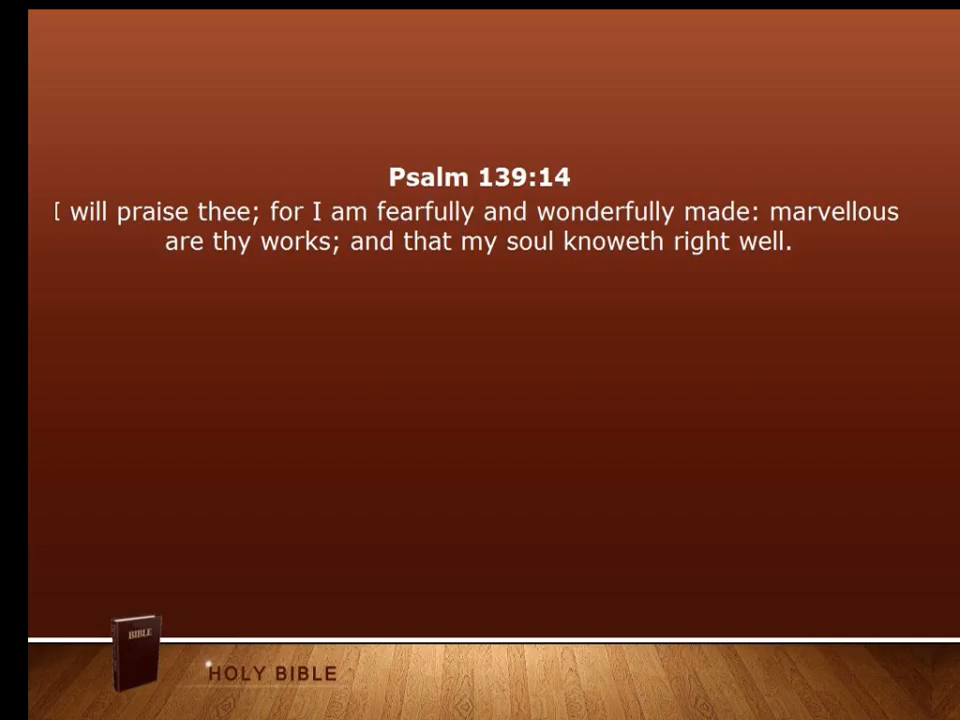 Psalm 139:14
I will praise thee; for I am fearfully and wonderfully made: marvellous
are thy works; and that my soul knoweth right well.
BIBLE
HOLY BIBLE